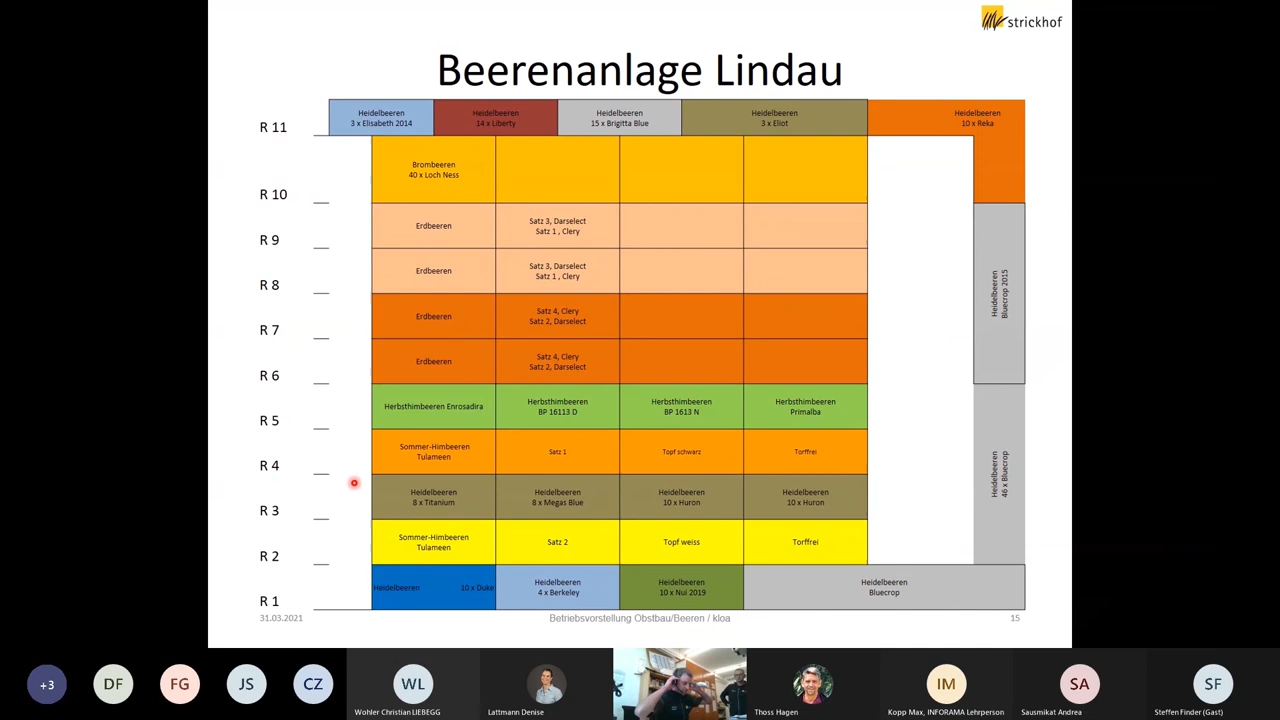 strickhof
Beerenanlage Lindau
R 11
Heidelbeeren
3 x Elisabeth 2014
Heidelbeeren
14 x Liberty
Heidelbeeren
15 x Brigitta Blue
Heidelbeeren
3 x Eliot
Heidelbeeren
10 x Reka
R 10
Brombeeren
40 x Loch Ness
R 9
Erdbeeren
Satz 3, Darselect
Satz 1 , Clery
R 8
Erdbeeren
Satz 3, Darselect
Satz 1 , Clery
Heidelbeeren
Bluecrop 2015
R 7
Erdbeeren
Satz 4, Clery
Satz 2, Darselect
R 6
Erdbeeren
Satz 4, Clery
Satz 2, Darselect
R 5
Herbsthimbeeren Enrosadira
Herbsthimbeeren
BP 16113 D
Herbsthimbeeren
BP 1613 N
Herbsthimbeeren
Primalba
R 4
Sommer-Himbeeren
Tulameen
Satz 1
Topf schwarz
Torffrei
Heidelbeeren
46 x Bluecrop
R 3
Heidelbeeren
8 x Titanium
Heidelbeeren
8 x Megas Blue
Heidelbeeren
10 x Huron
Heidelbeeren
10 x Huron
R 2
Sommer-Himbeeren
Tulameen
Satz 2
Topf weiss
Torffrei
R 1
Heidelbeeren 10 x Duke
Heidelbeeren
4 x Berkeley
Heidelbeeren
10 x Nui 2019
Heidelbeeren
Bluecrop
31.03.2021 Betriebsvorstellung Obstbau/Beeren / kloa 15
+3 DF FG JS CZ WL IM SA SF
Wohler Christian LIEBEGG
Lattmann Denise
Thoss Hagen
Kopp Max, INFORAMA Lehrperson
Sausmikat Andrea
Steffen Finder (Gast)